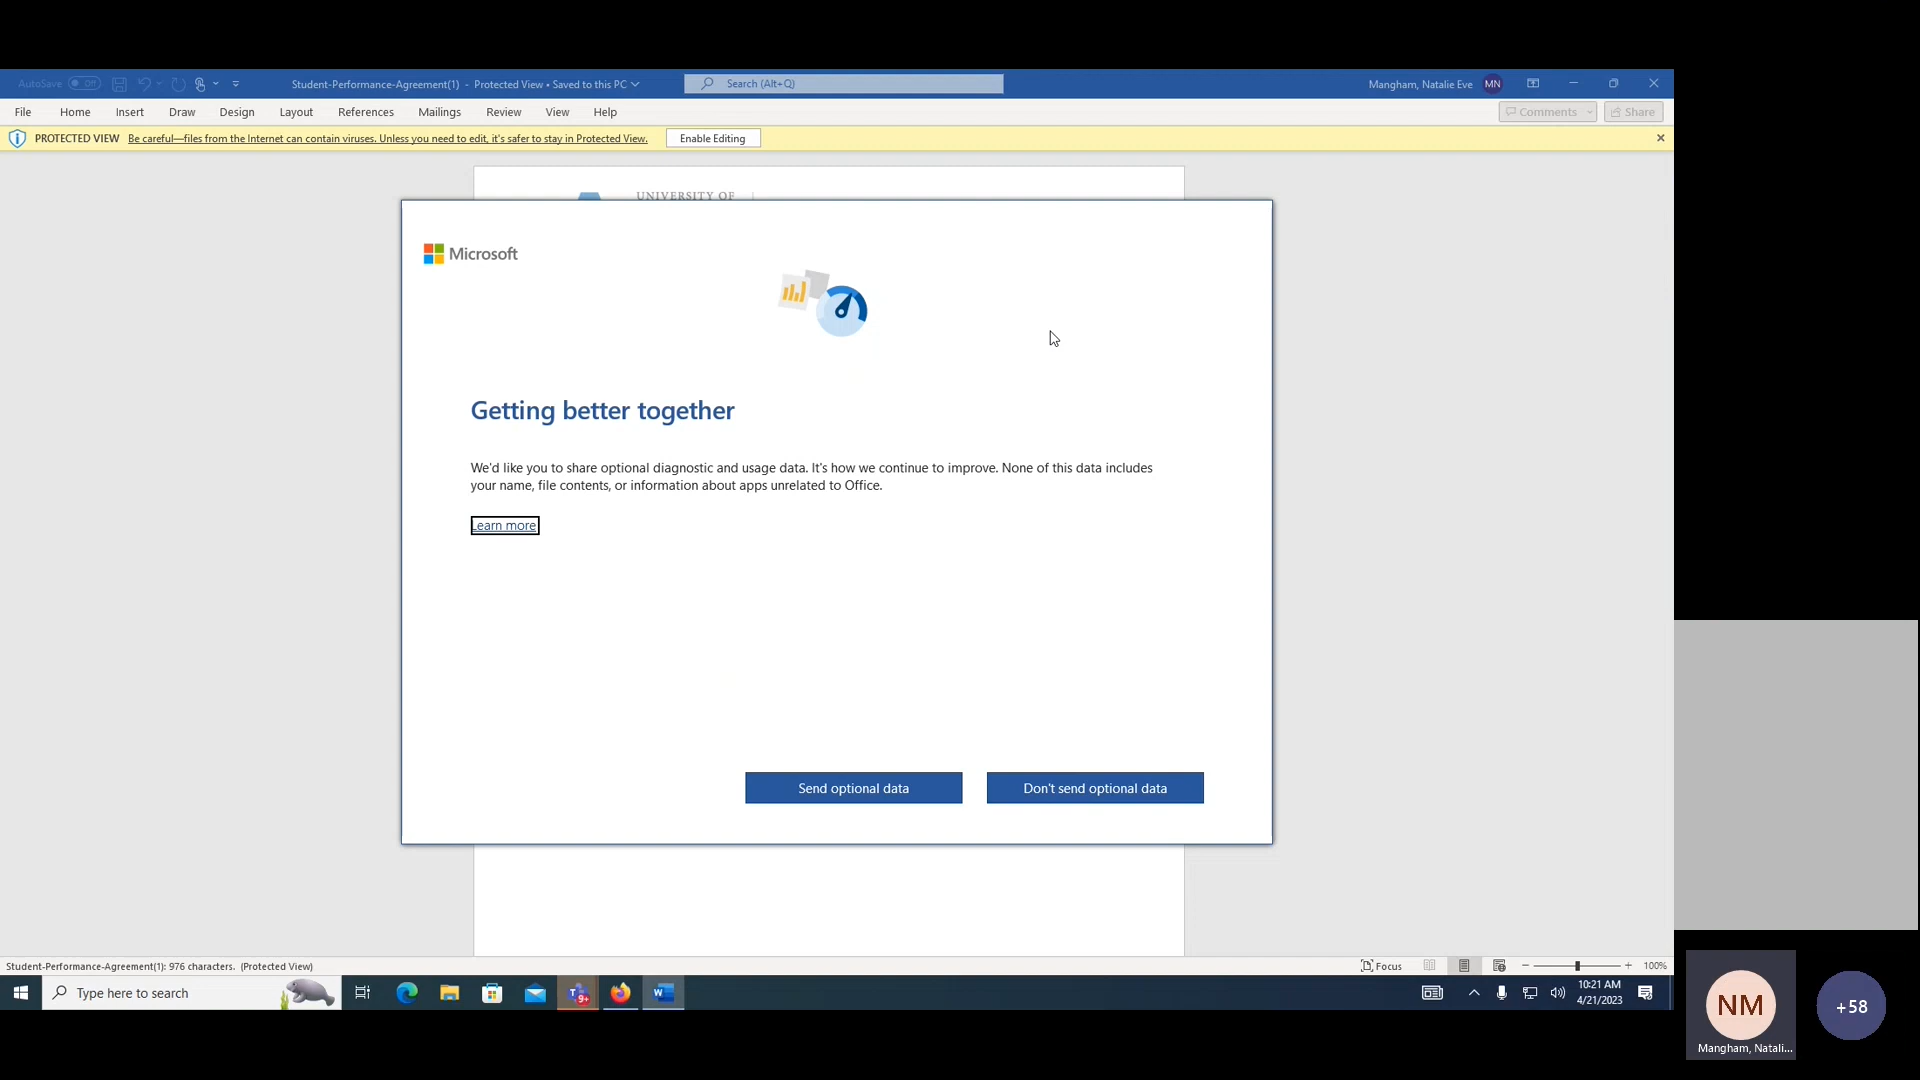 AutoSave Off Student-Performance-Agreement(1) - Protected View • Saved to this PC Search (Alt+Q) Mangham, Natalie Eve MN
File Home Insert Draw Design Layout References Mailings Review View Help Comments Share
PROTECTED VIEW Be careful—files from the Internet can contain viruses. Unless you need to edit, it's safer to stay in Protected View. Enable Editing
UNIVERSITY OF
Microsoft
Getting better together
We'd like you to share optional diagnostic and usage data. It's how we continue to improve. None of this data includes
your name, file contents, or information about apps unrelated to Office.
Learn more
Send optional data Don't send optional data
Student-Performance-Agreement(1): 976 characters. (Protected View) Focus 100%
Type here to search 9+ 10:21 AM
4/21/2023
NM +58
Mangham, Natali...